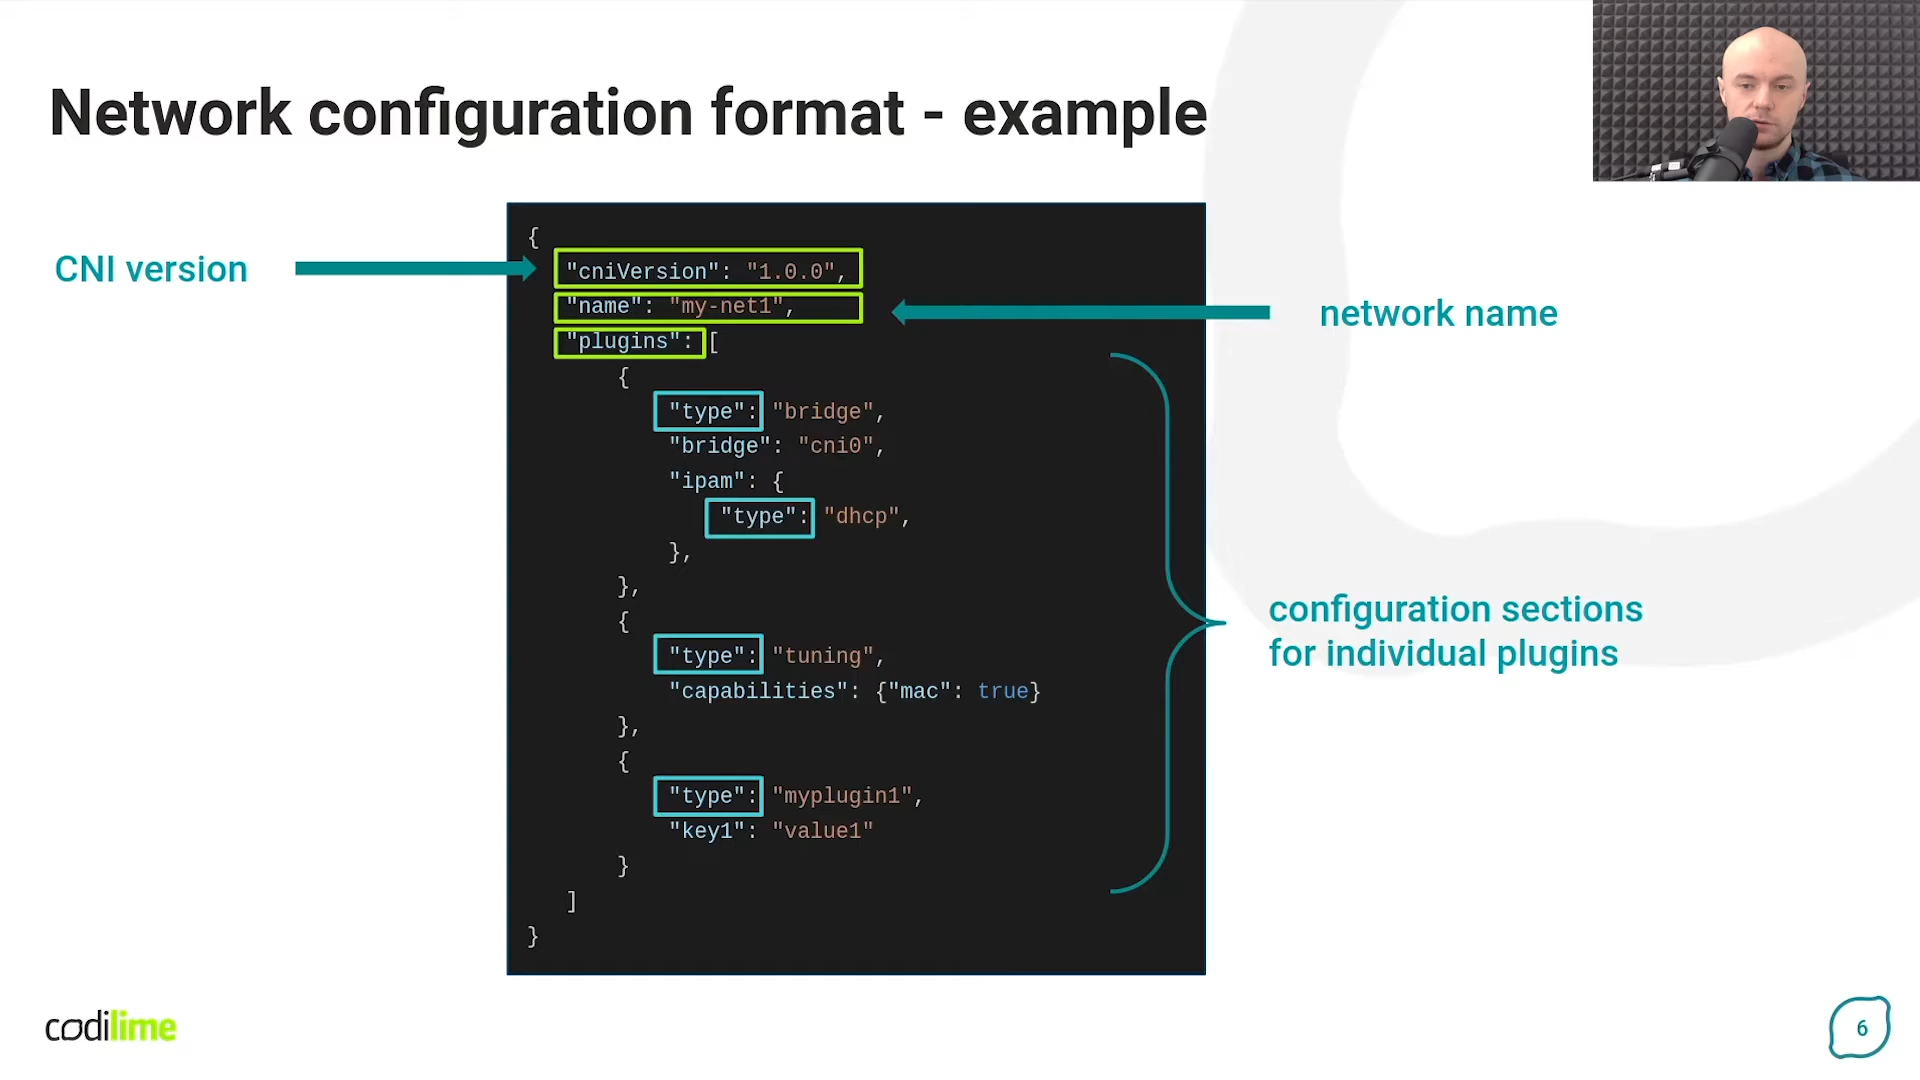 Network configuration format - example
{
CNI version
"cniVersion": "1.0.0",
"name": "my-net1",
network name
"plugins": [
{
"type": "bridge",
"bridge": "cni0",
"ipam": {
"type": "dhcp",
},
},
{
"type": "tuning",
"capabilities": {"mac": true}
},
{
"type": "myplugin1",
"key1": "value1"
}
]
}
configuration sections
for individual plugins
codilime
6